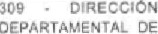 309 - DIRECCIÓN
DEPARTAMENTAL DE